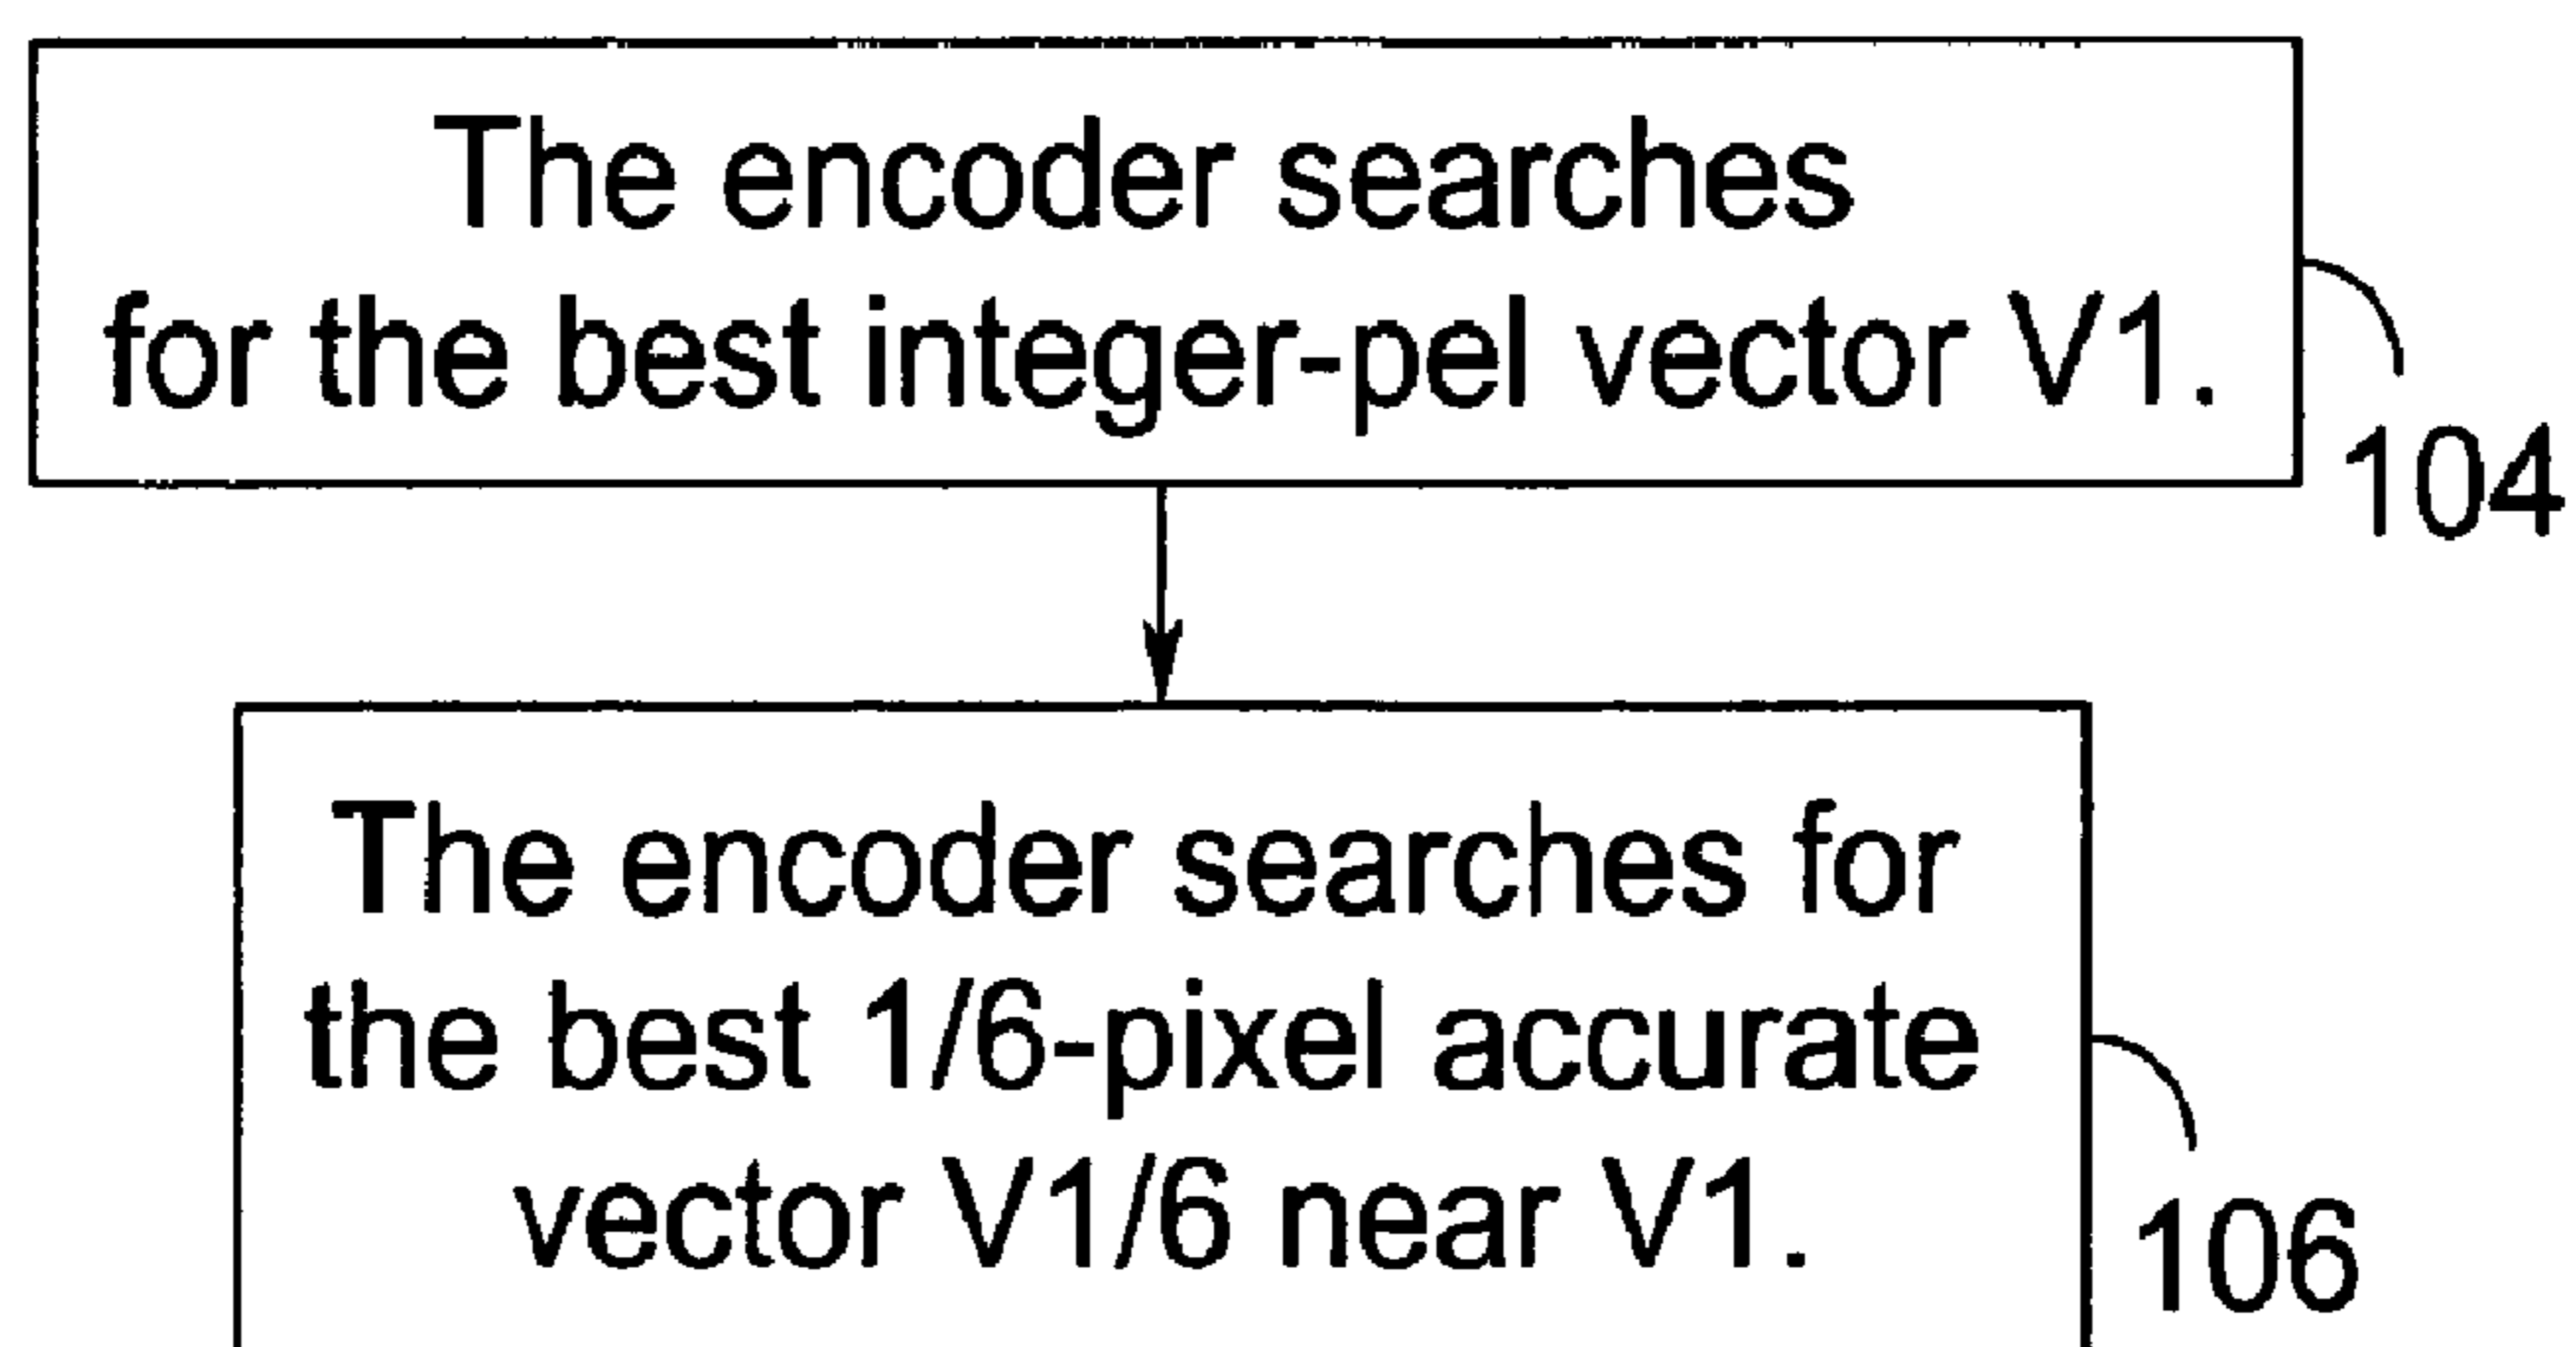 The encoder searches
for the best integer-pel vector V1.
104
The encoder searches for
the best 1/6-pixel accurate
vector V1/6 near V1.
106